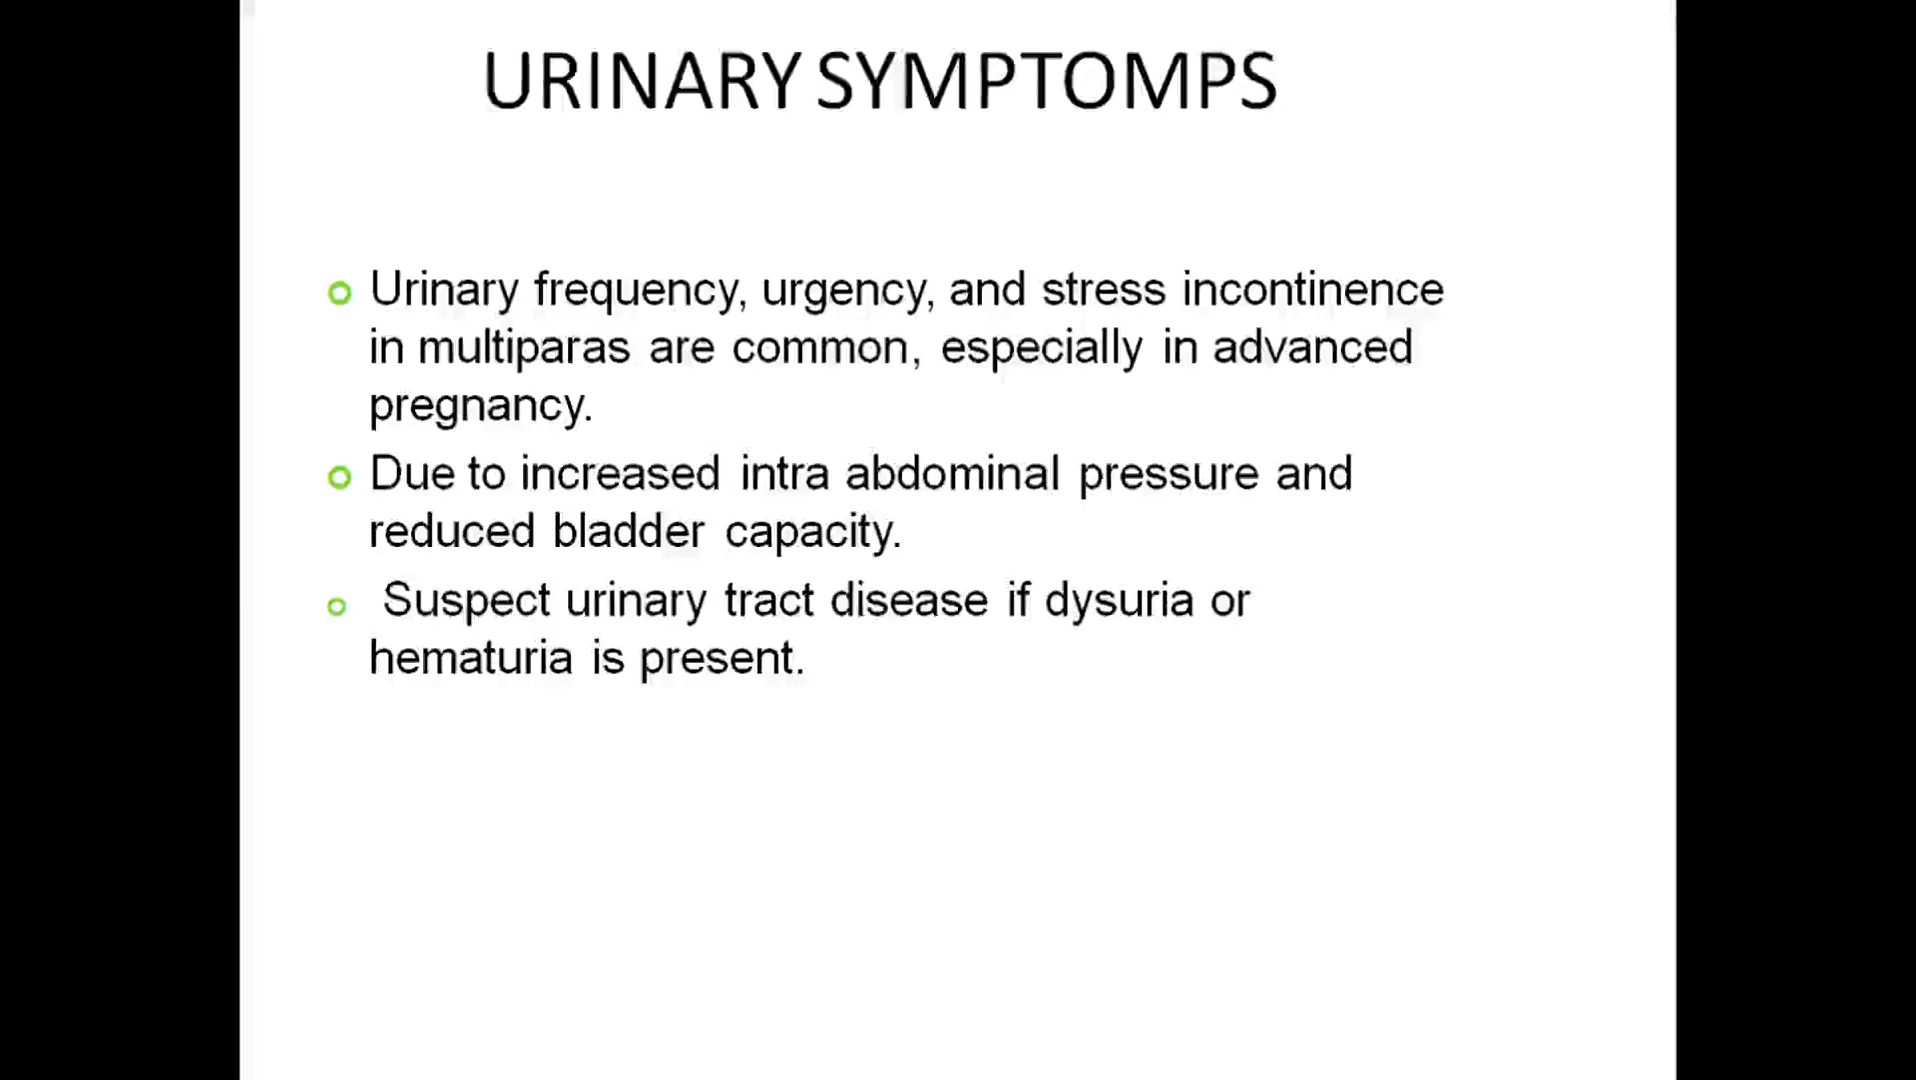 URINARY SYMPTOMPS
Urinary frequency, urgency, and stress incontinence
in multiparas are common, especially in advanced
pregnancy.
Due to increased intra abdominal pressure and
reduced bladder capacity.
Suspect urinary tract disease if dysuria or
hematuria is present.